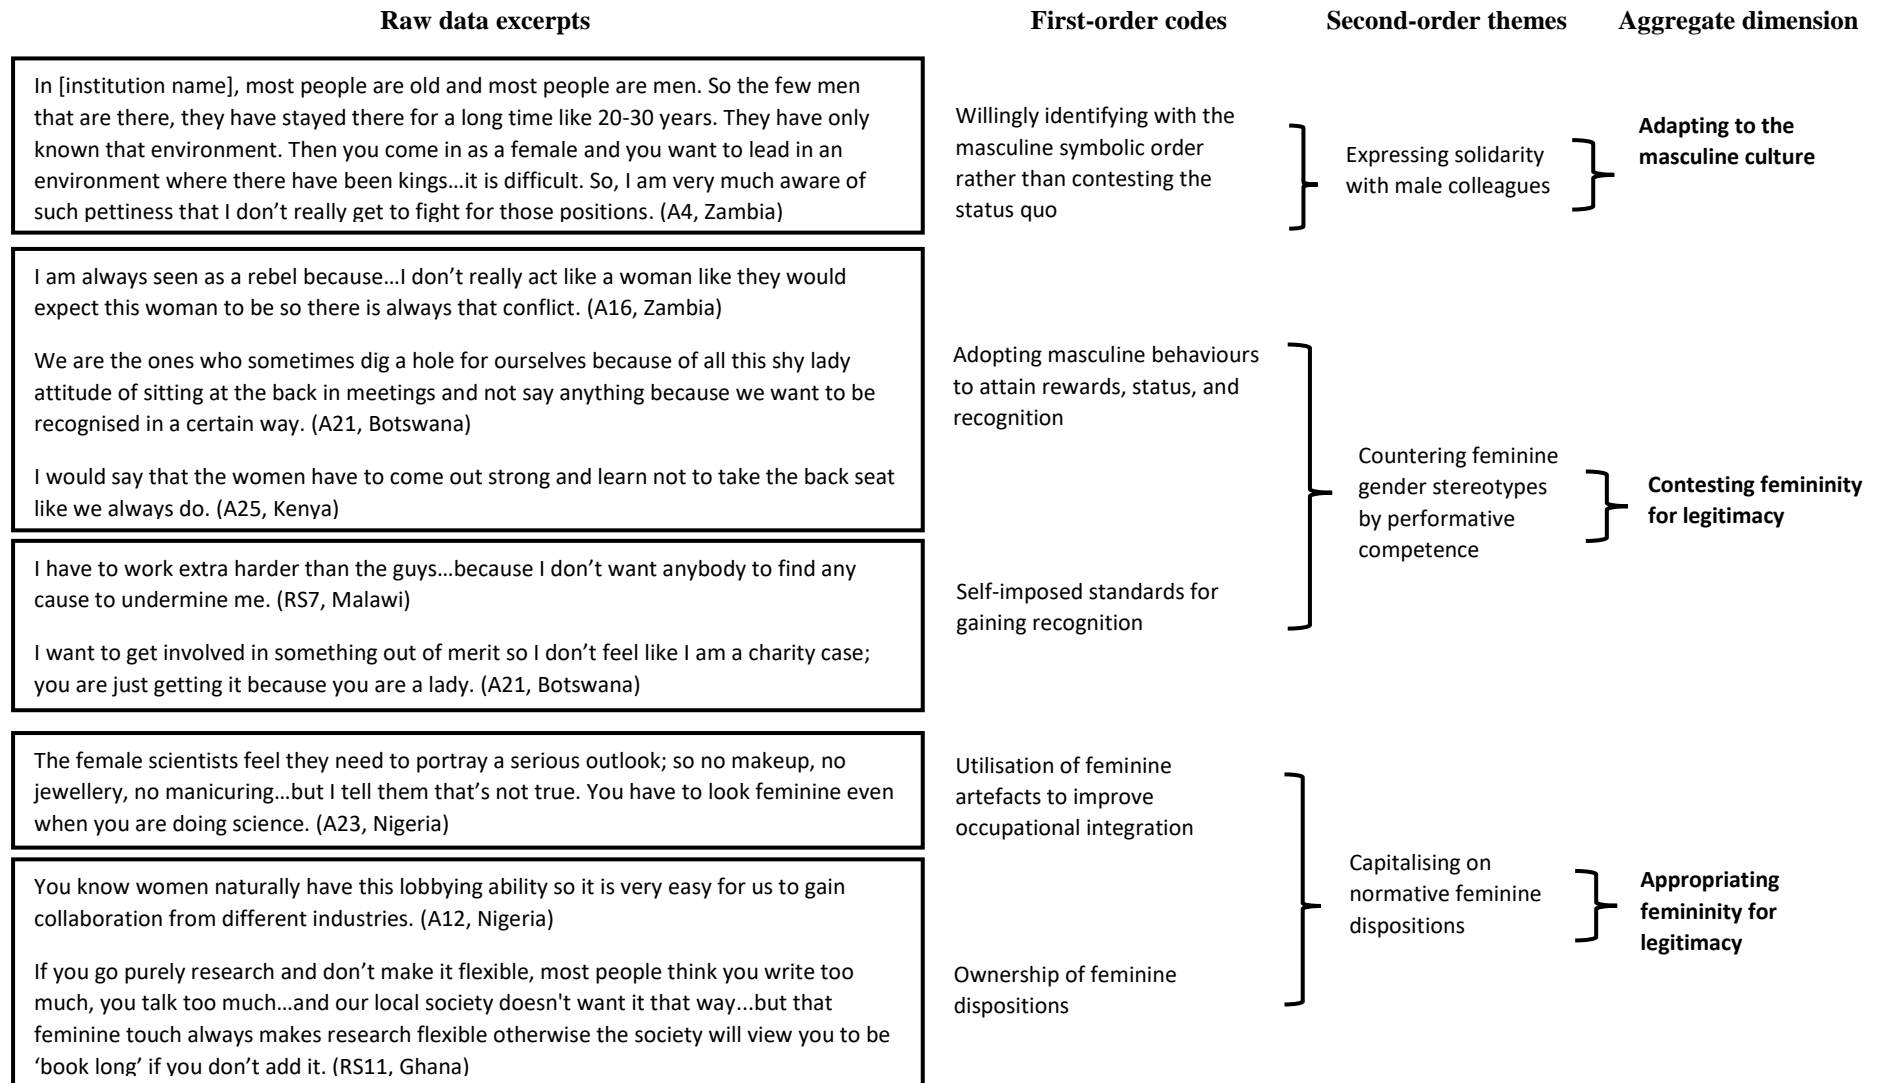 Raw data excerpts
First-order codes
Second-order themes
Aggregate dimension
In [institution name], most people are old and most people are men. So the few men
that are there, they have stayed there for a long time like 20-30 years. They have only
known that environment. Then you come in as a female and you want to lead in an
environment where there have been kings…it is difficult. So, I am very much aware of
such pettiness that I don’t really get to fight for those positions. (A4, Zambia)
Willingly identifying with the
masculine symbolic order
rather than contesting the
status quo
Expressing solidarity
with male colleagues
Adapting to the
masculine culture
I am always seen as a rebel because…I don’t really act like a woman like they would
expect this woman to be so there is always that conflict. (A16, Zambia)
We are the ones who sometimes dig a hole for ourselves because of all this shy lady
attitude of sitting at the back in meetings and not say anything because we want to be
recognised in a certain way. (A21, Botswana)
I would say that the women have to come out strong and learn not to take the back seat
like we always do. (A25, Kenya)
Adopting masculine behaviours
to attain rewards, status, and
recognition
I have to work extra harder than the guys…because I don’t want anybody to find any
cause to undermine me. (RS7, Malawi)
I want to get involved in something out of merit so I don’t feel like I am a charity case;
you are just getting it because you are a lady. (A21, Botswana)
Self-imposed standards for
gaining recognition
Countering feminine
gender stereotypes
by performative
competence
Contesting femininity
for legitimacy
The female scientists feel they need to portray a serious outlook; so no makeup, no
jewellery, no manicuring…but I tell them that’s not true. You have to look feminine even
when you are doing science. (A23, Nigeria)
Utilisation of feminine
artefacts to improve
occupational integration
You know women naturally have this lobbying ability so it is very easy for us to gain
collaboration from different industries. (A12, Nigeria)
If you go purely research and don’t make it flexible, most people think you write too
much, you talk too much…and our local society doesn't want it that way...but that
feminine touch always makes research flexible otherwise the society will view you to be
‘book long’ if you don’t add it. (RS11, Ghana)
Ownership of feminine
dispositions
Capitalising on
normative feminine
dispositions
Appropriating
femininity for
legitimacy